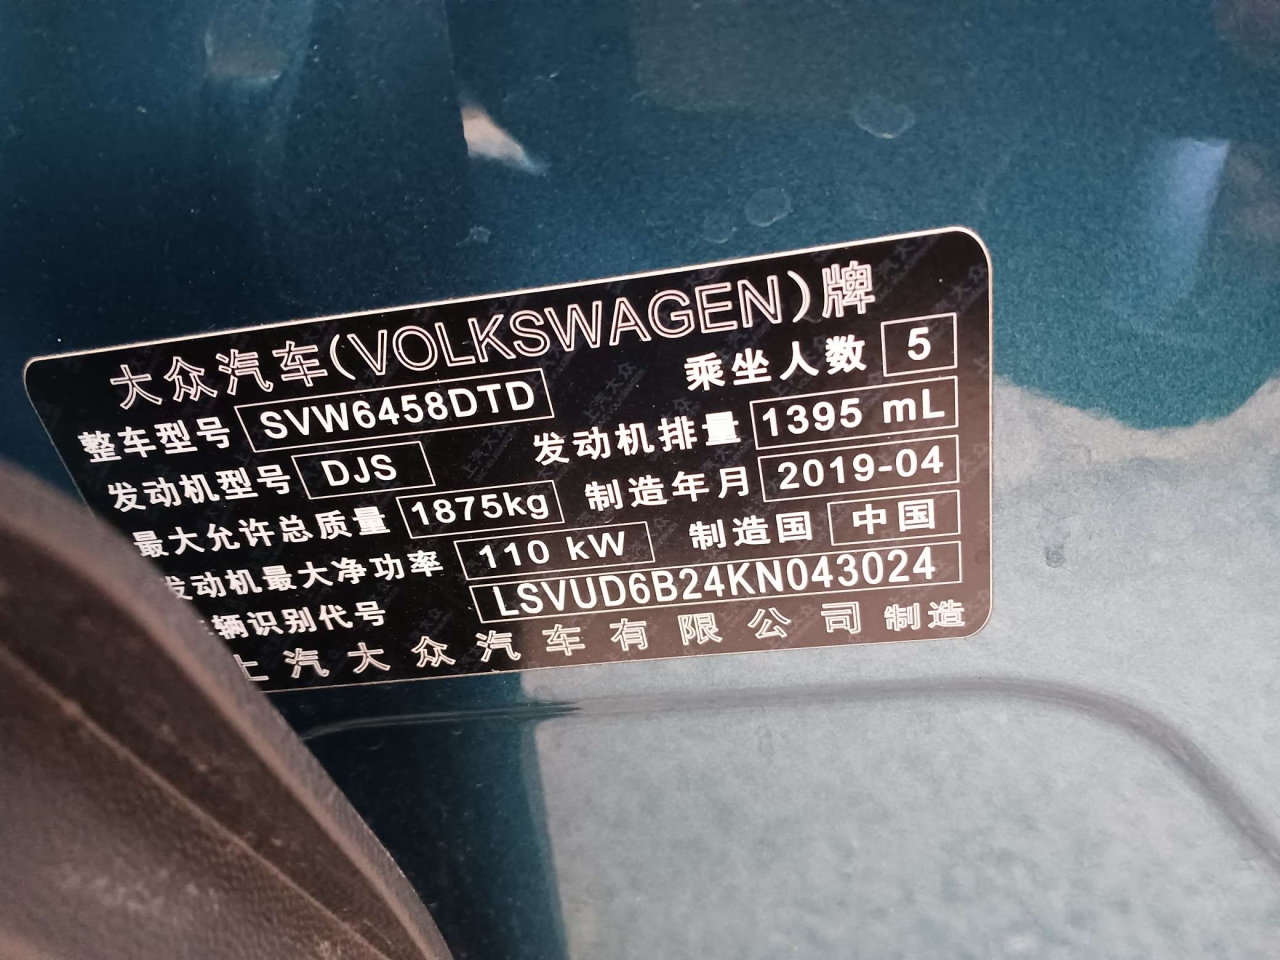 大众汽车(VOLKSWAGEN)牌
整车型号 SVW6458DTD 乘坐人数 5
发动机型号 DJS 发动机排量 1395 mL
最大允许总质量 1875kg 制造年月 2019-04
发动机最大净功率 110 kW 制造国 中国
辆识别代号 LSVUD6B24KN043024
上汽大众汽车有限公司 制造